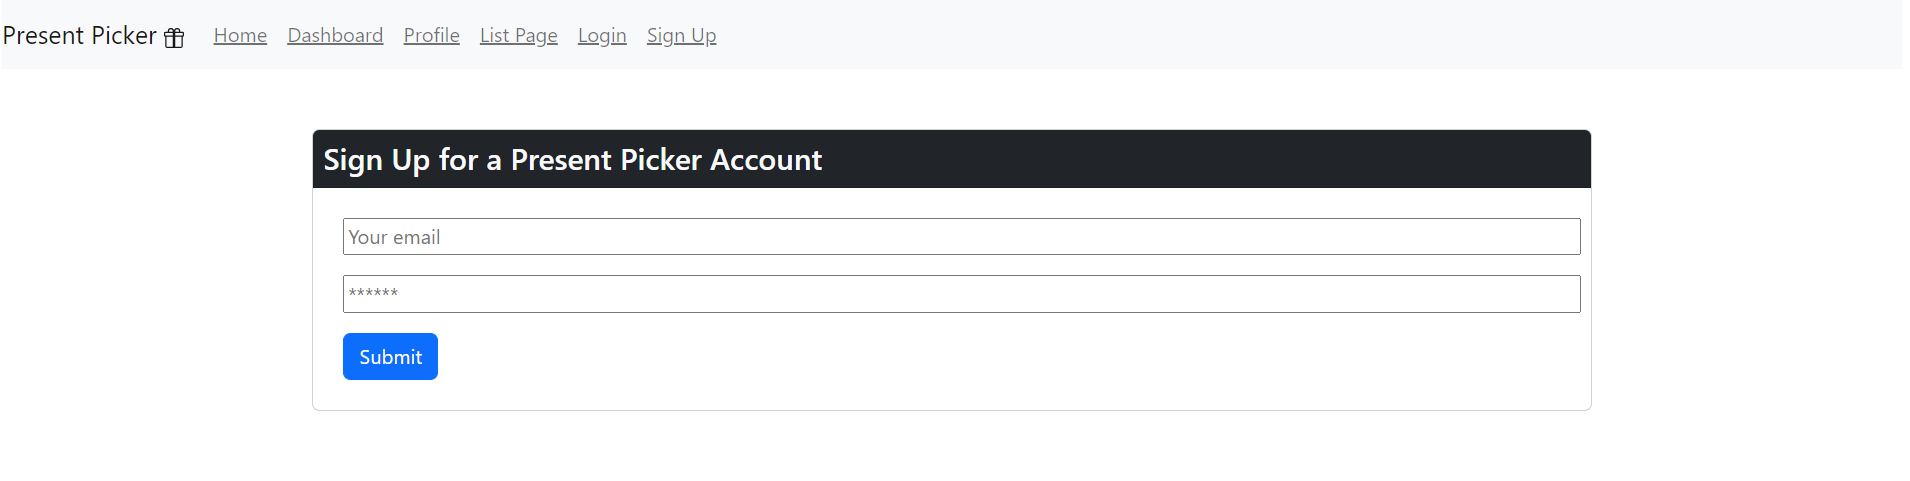 Present Picker Home Dashboard Profile List Page Login Sign Up
Sign Up for a Present Picker Account
Your email
******
Submit